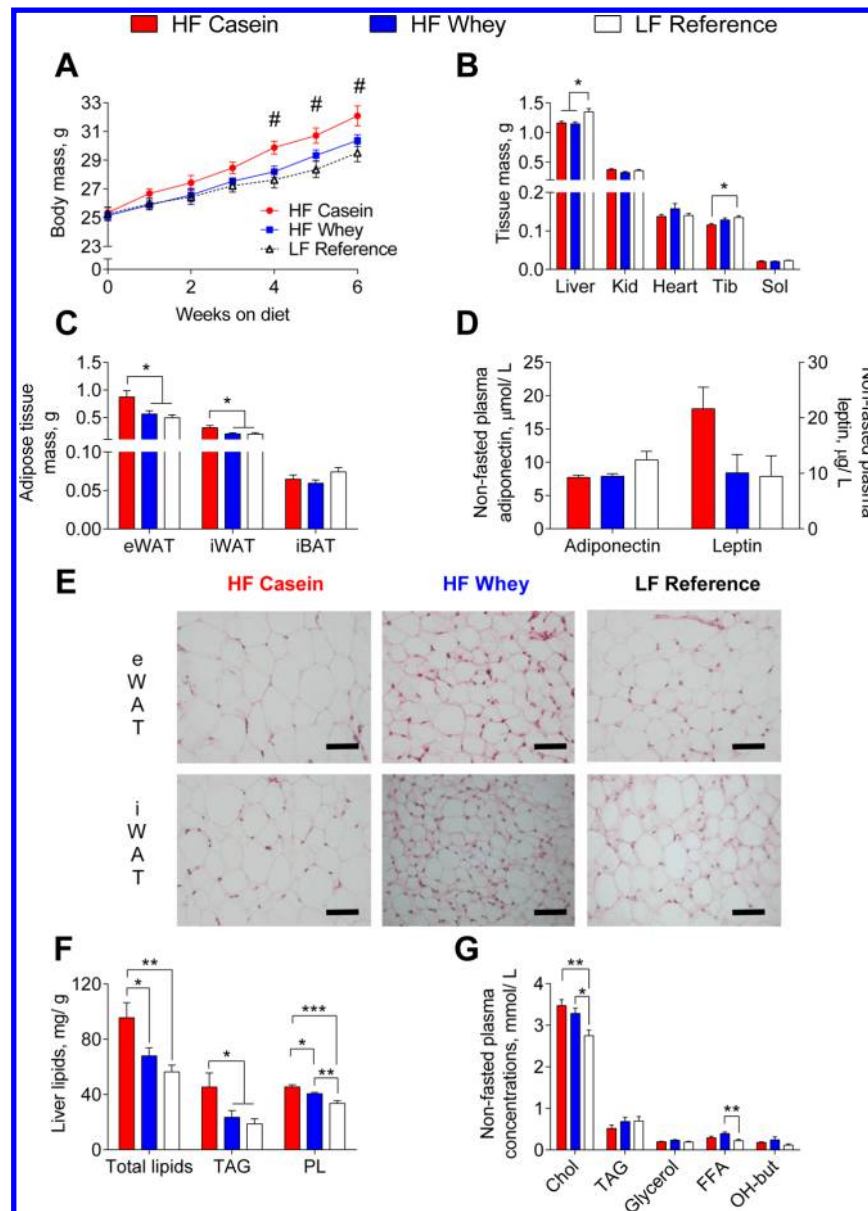 HF Casein HF Whey LF Reference
A
Body mass, g
33
31
29
27
25
23
0
0 2 4 6
Weeks on diet
# # #
HF Casein
HF Whey
LF Reference
B
Tissue mass, g
1.5
1.0
0.5
0.2
0.1
0.0
* *
Liver Kid Heart Tib Sol
C
Adipose tissue
mass, g
1.5
1.0
0.5
0.10
0.05
0.00
* *
eWAT iWAT iBAT
D
Non-fasted plasma
adiponectin, μmol/ L
25
20
15
10
5
0
Adiponectin Leptin
30
20
10
0
Non-fasted plasma
leptin, μg/ L
E
HF Casein HF Whey LF Reference
e
W
A
T
i
W
A
T
F
Liver lipids, mg/ g
120
80
40
0
** * * *** * **
Total lipids TAG PL
G
Non-fasted plasma
concentrations, mmol/ L
4
3
2
1
0
** * **
Chol TAG Glycerol FFA OH-but